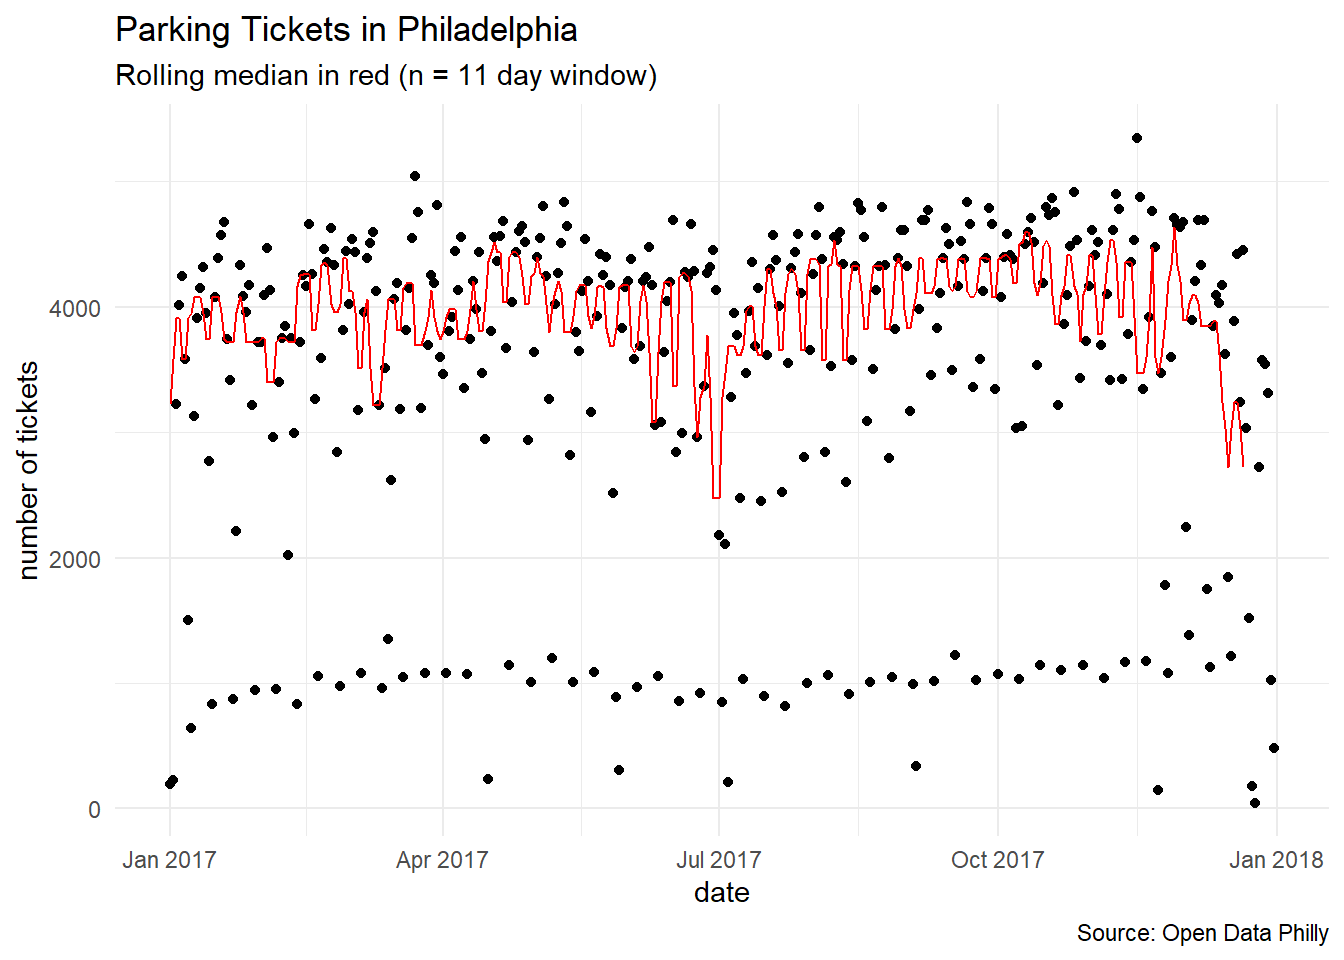 Parking Tickets in Philadelphia
Rolling median in red (n = 11 day window)
number of tickets
4000
2000
0
Jan 2017
Apr 2017
Jul 2017
Oct 2017
Jan 2018
date
Source: Open Data Philly